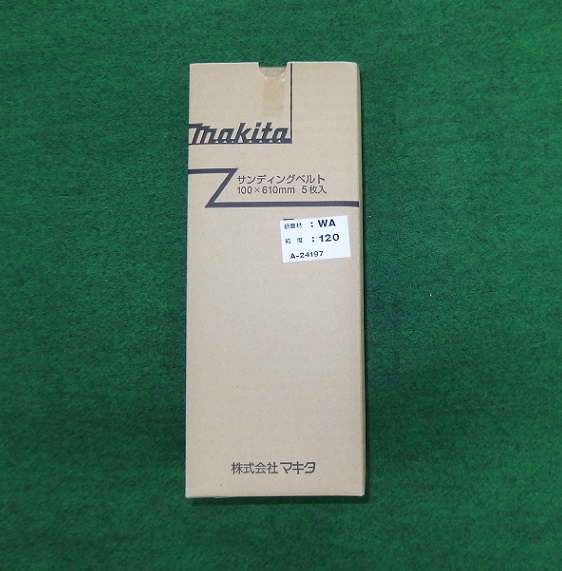 makita
サンディングベルト
100×610mm 5枚入
研磨材 : WA
粒度 : 120
A-24197
株式会社マキタ